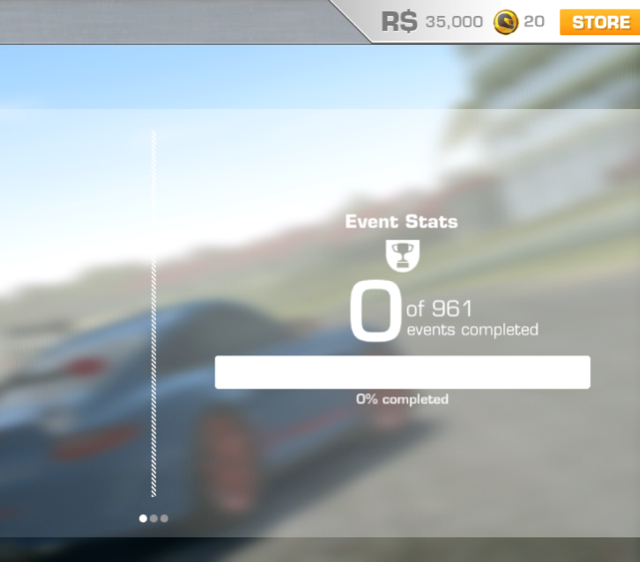 R$ 35,000 20 STORE
Event Stats
0 of 961
events completed
0% completed